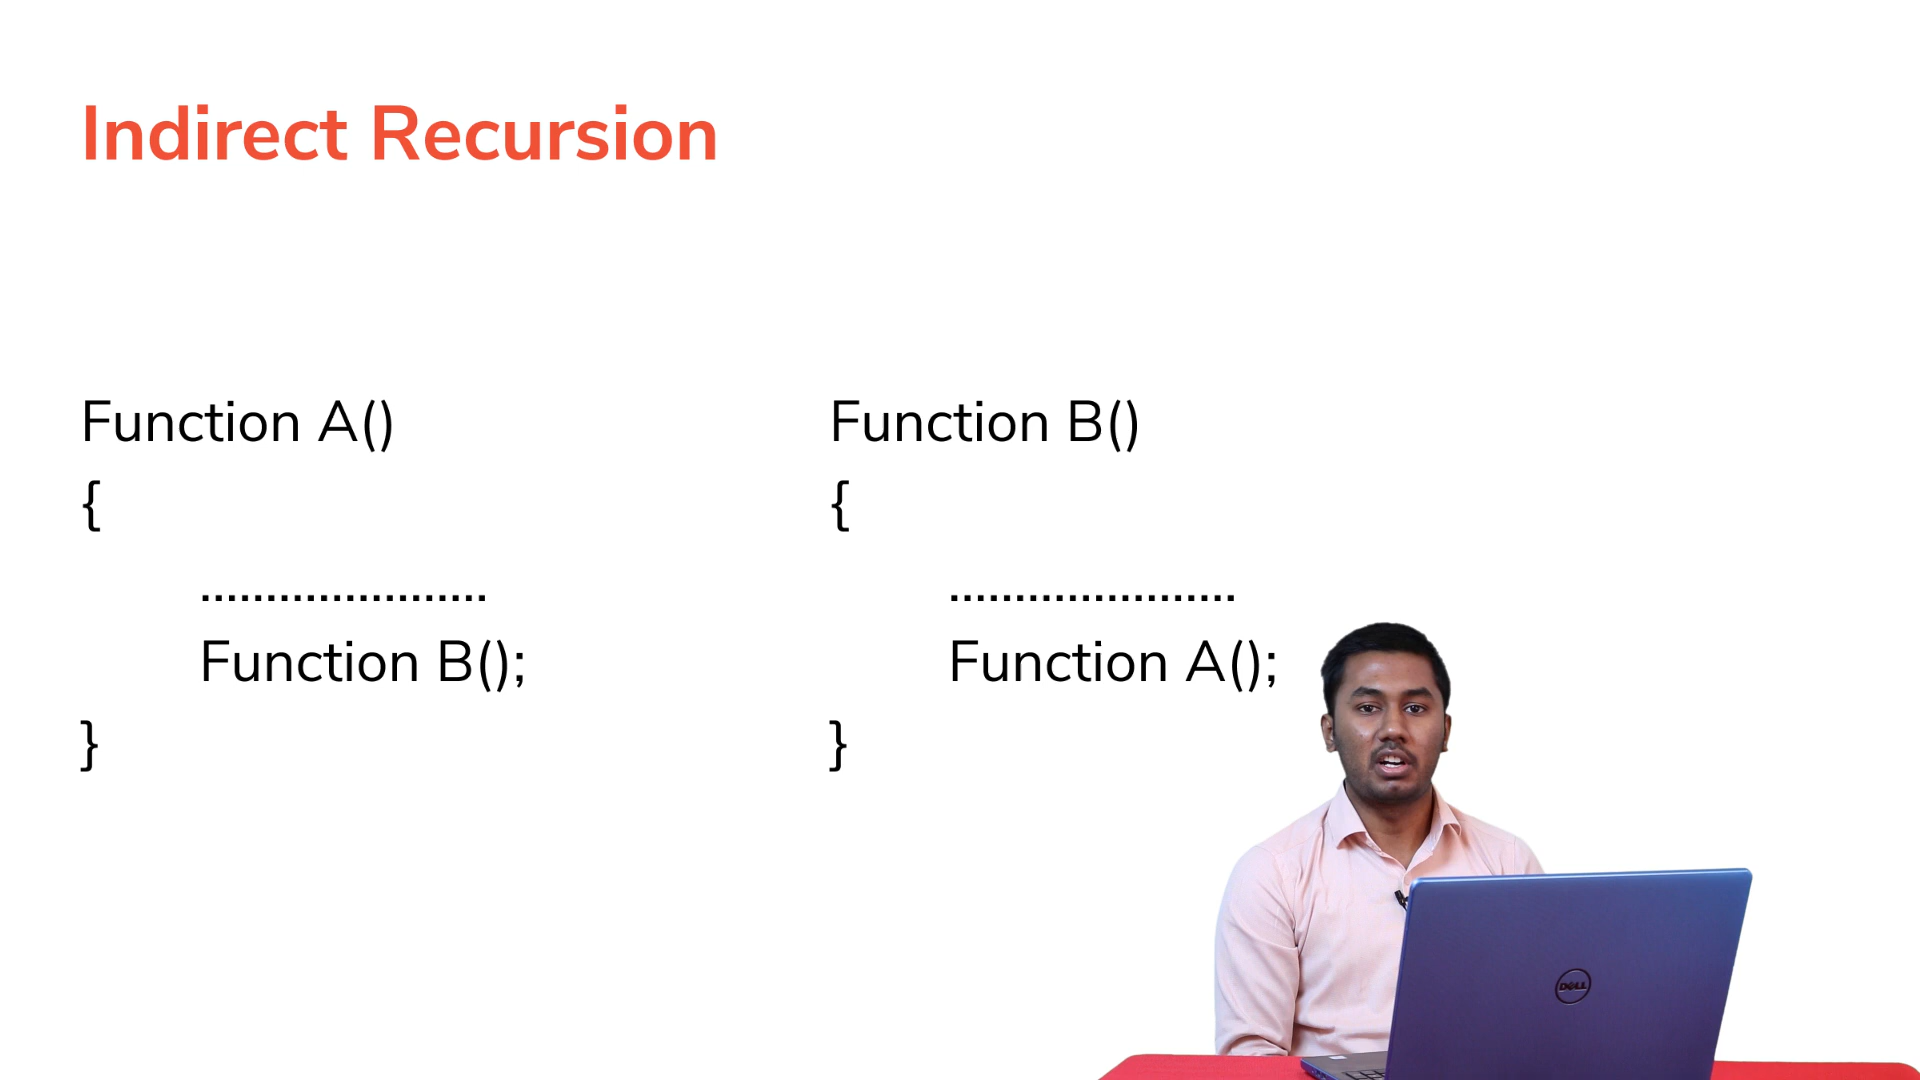 Indirect Recursion
Function A()
{
......................
Function B();
}
Function B()
{
......................
Function A();
}
DELL